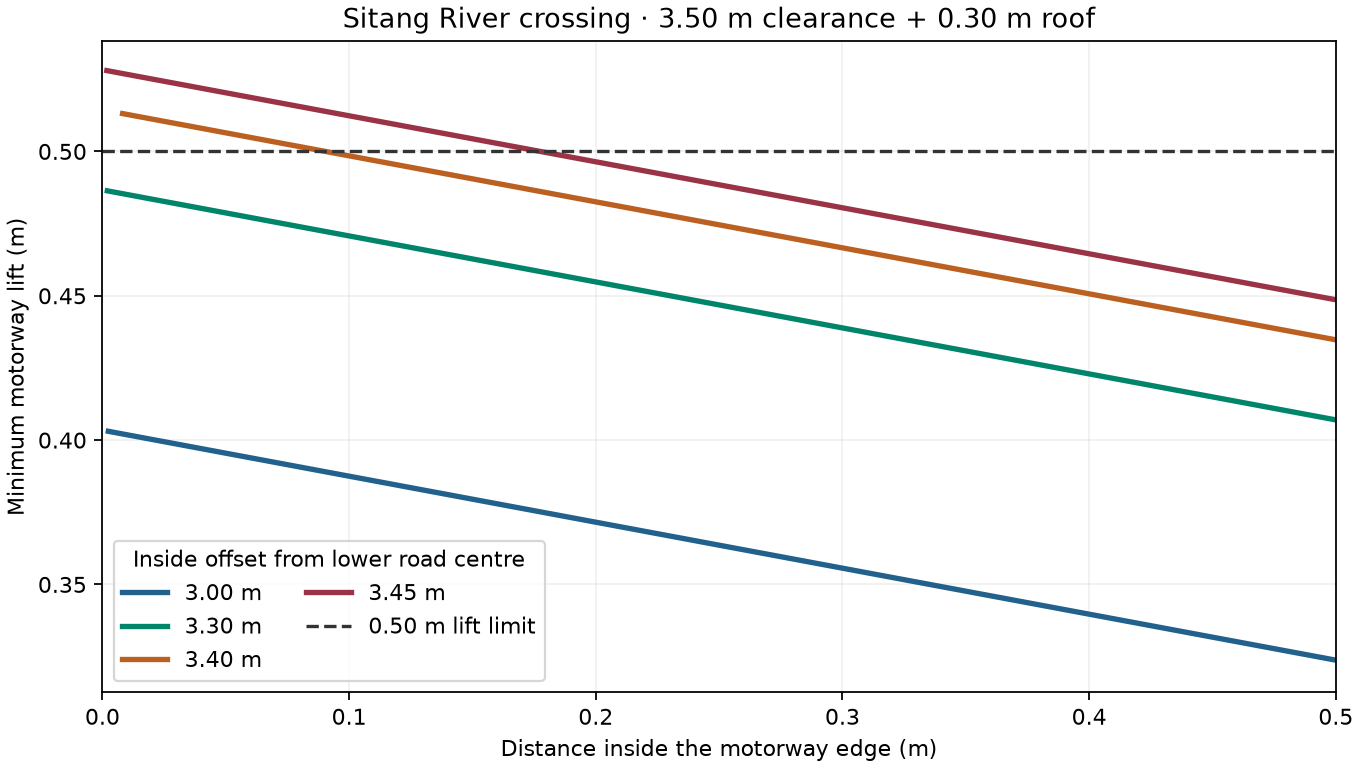 Sitang River crossing · 3.50 m clearance + 0.30 m roof
Minimum motorway lift (m)
0.50
0.45
0.40
0.35
Inside offset from lower road centre
3.00 m
3.30 m
3.40 m
3.45 m
0.50 m lift limit
0.0
0.1
0.2
0.3
0.4
0.5
Distance inside the motorway edge (m)